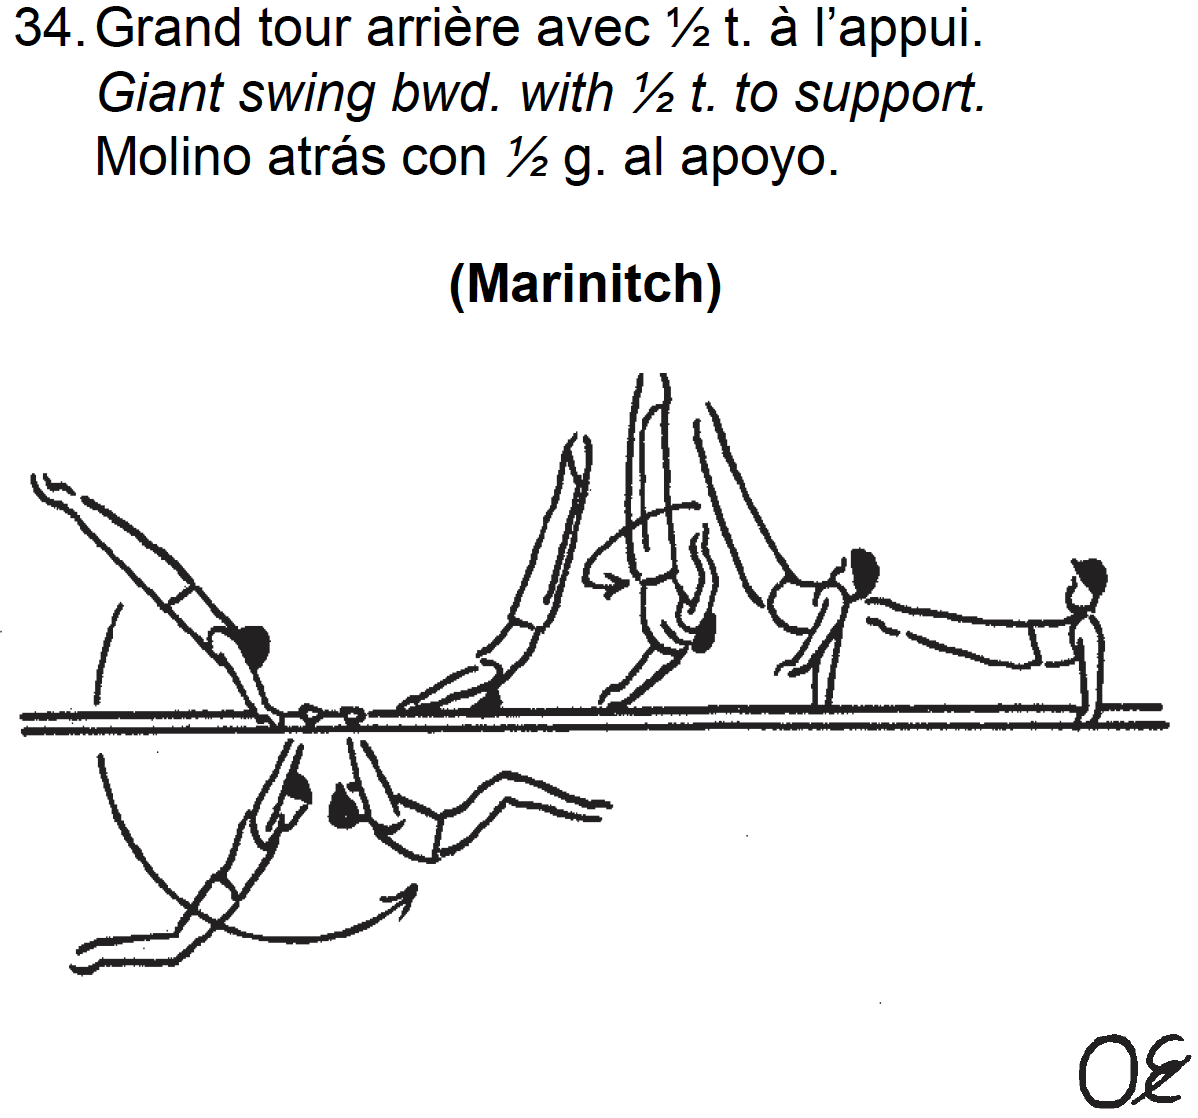 34. Grand tour arrière avec ½ t. à l’appui.
Giant swing bwd. with ½ t. to support.
Molino atrás con ½ g. al apoyo.
(Marinitch)